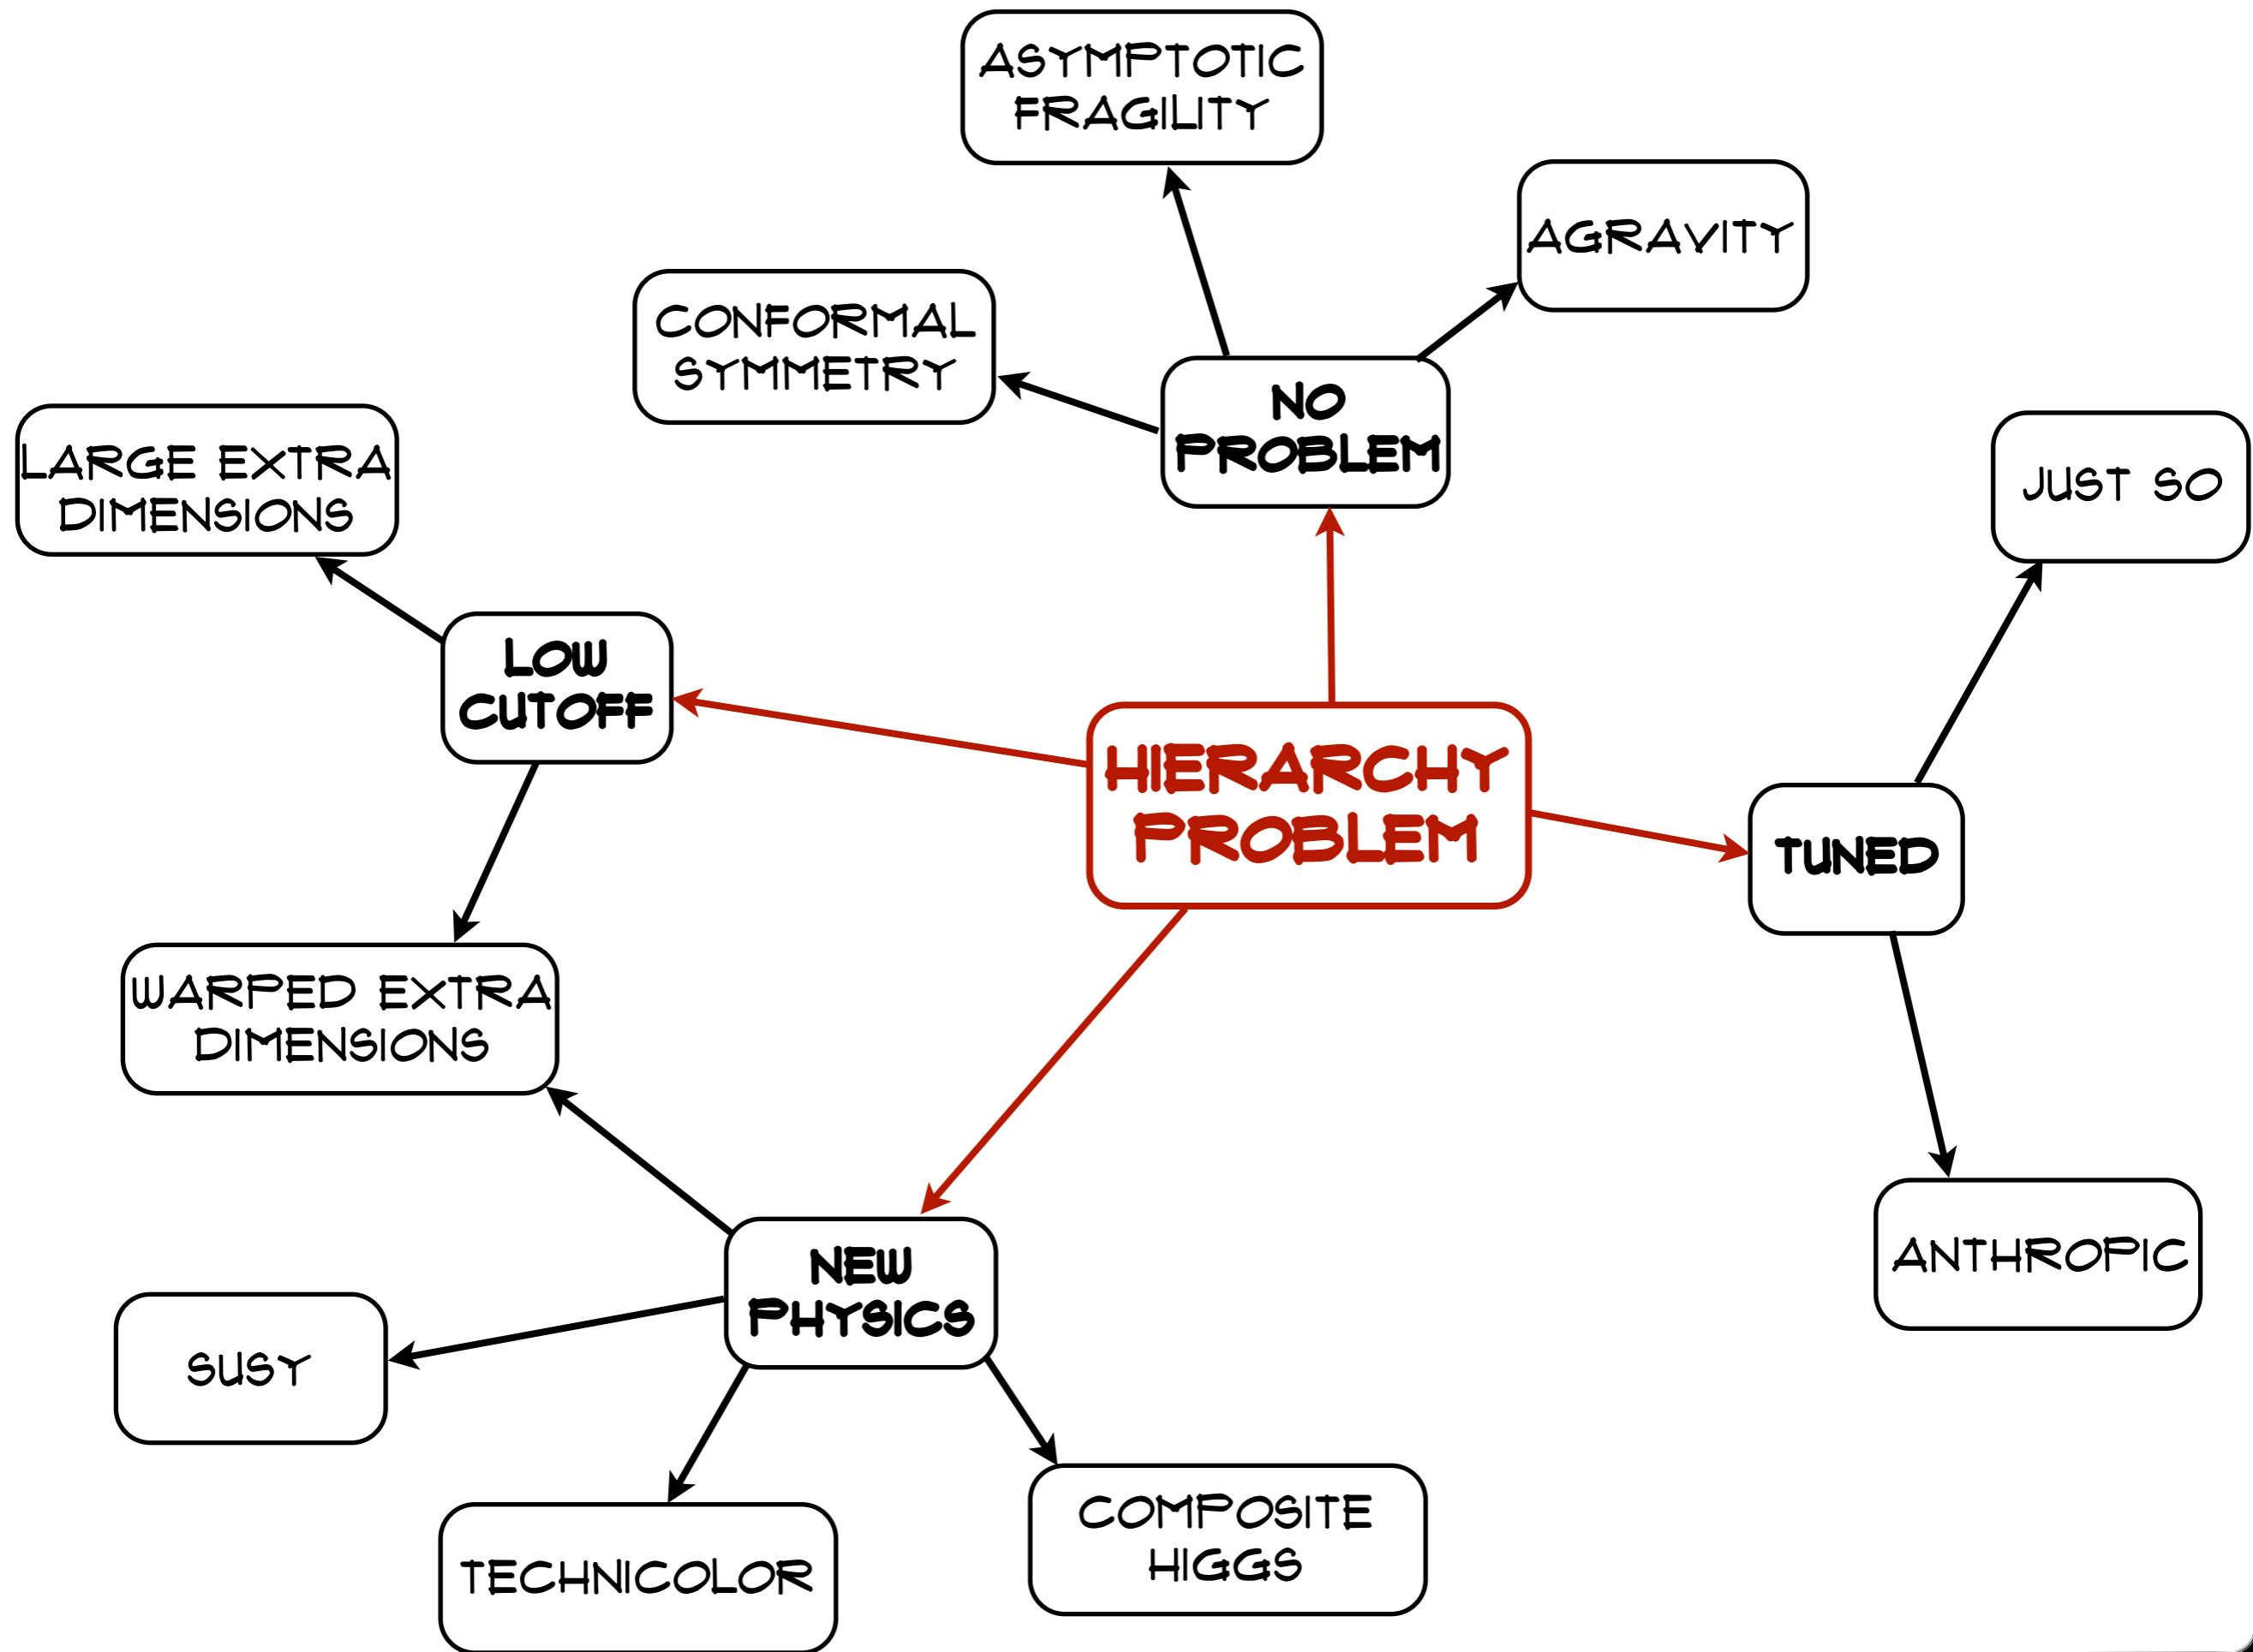 ASYMPTOTIC
FRAGILITY
AGRAVITY
CONFORMAL
SYMMETRY
NO
PROBLEM
LARGE EXTRA
DIMENSIONS
JUST SO
LOW
CUTOFF
HIERARCHY
PROBLEM
TUNED
WARPED EXTRA
DIMENSIONS
NEW
PHYSICS
ANTHROPIC
SUSY
COMPOSITE
HIGGS
TECHNICOLOR